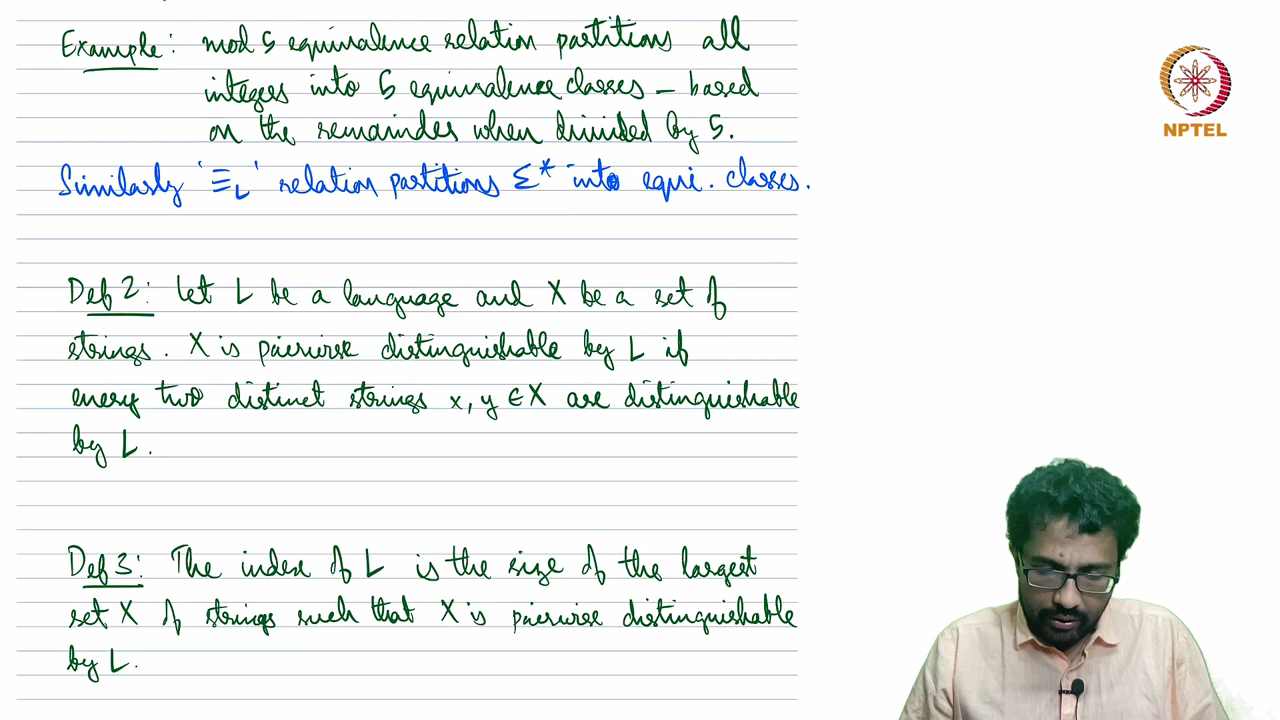 Example: mod 5 equivalence relation partitions all
integers into 5 equivalence classes – based
on the remainder when divided by 5.
Similarly '≡L' relation partitions Σ* into equi. classes.
Def 2: Let L be a language and X be a set of
strings. X is pairwise distinguishable by L if
every two distinct strings x, y ∈ X are distinguishable
by L.
Def 3: The index of L is the size of the largest
set X of strings such that X is pairwise distinguishable
by L.
NPTEL